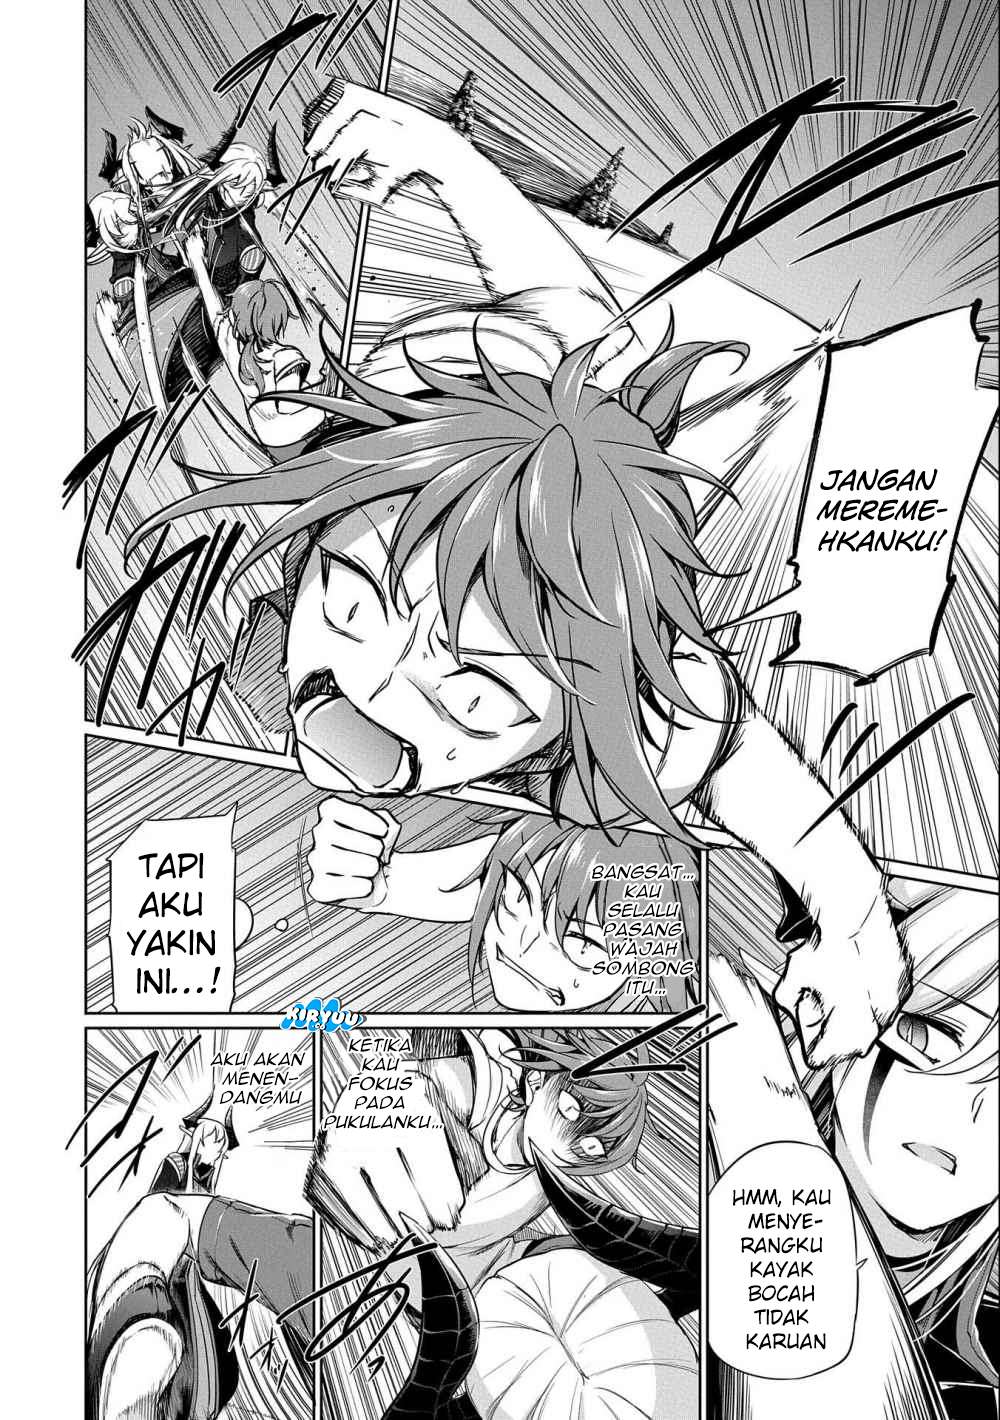 JANGAN
MEREME-
HKANKU!
HMM, KAU
MENYE-
RANGKU
KAYAK
BOCAH
TIDAK
KARUAN
BANGSAT...
KAU
SELALU
PASANG
WAJAH
SOMBONG
ITU...
TAPI
AKU
YAKIN
INI...!
KIRYUU
KETIKA
KAU
FOKUS
PADA
PUKULANKU...
AKU AKAN
MENEN-
DANGMU